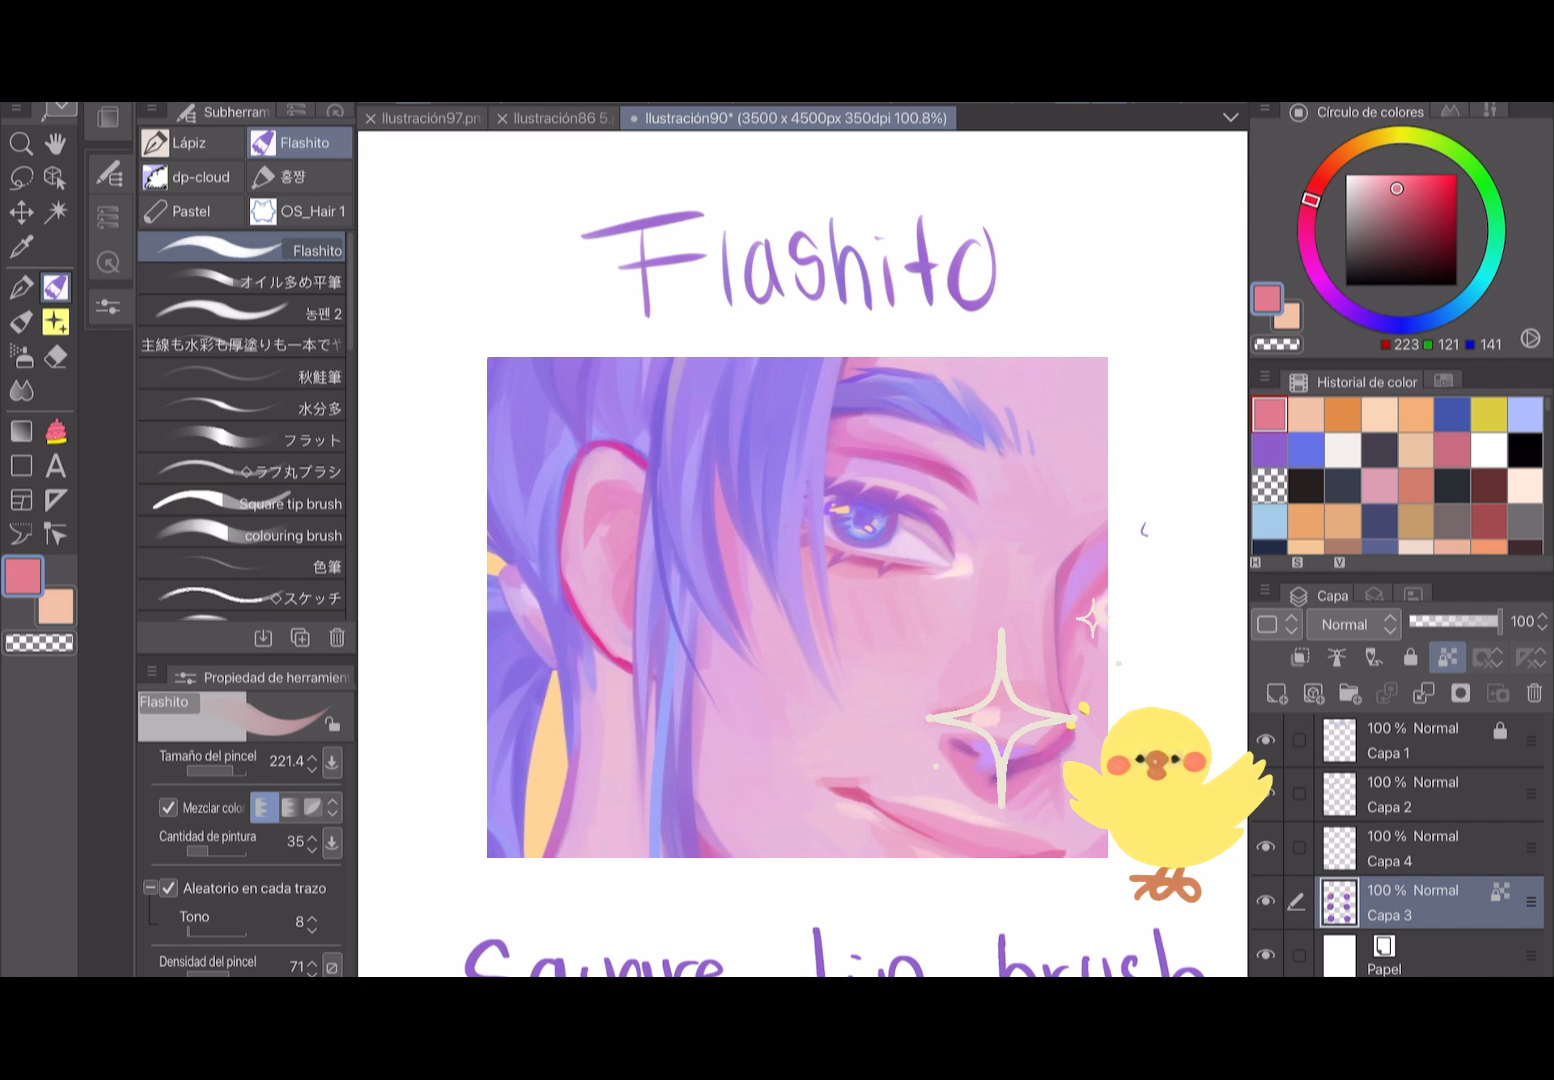 Subherram
Ilustración97.pn
Ilustración86 5.
Ilustración90* (3500 x 4500px 350dpi 100.8%)
Círculo de colores
Lápiz
Flashito
dp-cloud
홍짱
Pastel
OS_Hair 1
Flashito
オイル多め平筆
농펜 2
主線も水彩も厚塗りも一本で
秋鮭筆
水分多
フラット
◇ラフ丸ブラシ
Square tip brush
colouring brush
色筆
◇スケッチ
Propiedad de herramien
Flashito
Tamaño del pincel 221.4
Mezclar colo
Cantidad de pintura 35
Aleatorio en cada trazo
Tono 8
Densidad del pincel 71
Flashito
Square tip brush
223 121 141
Historial de color
H S V
Capa
Normal 100
100 % Normal
Capa 1
100 % Normal
Capa 2
100 % Normal
Capa 4
100 % Normal
Capa 3
Papel